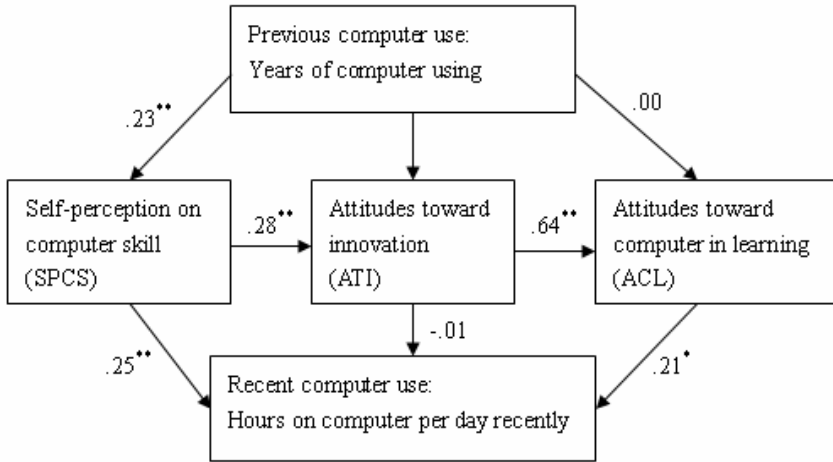 Previous computer use:
Years of computer using
.23**
.00
Self-perception on
computer skill
(SPCS)
.28**
Attitudes toward
innovation
(ATI)
.64**
Attitudes toward
computer in learning
(ACL)
.25**
-.01
.21*
Recent computer use:
Hours on computer per day recently